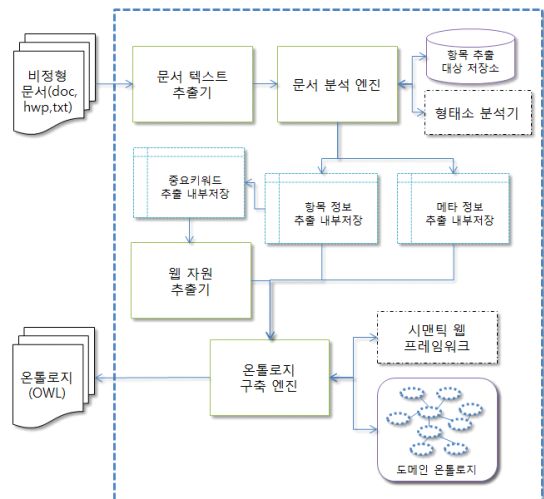 비정형
문서(doc,
hwp,txt)
문서 텍스트
추출기
문서 분석 엔진
항목 추출
대상 저장소
형태소 분석기
중요키워드
추출 내부저장
항목 정보
추출 내부저장
메타 정보
추출 내부저장
웹 자원
추출기
온톨로지
(OWL)
온톨로지
구축 엔진
시맨틱 웹
프레임워크
도메인 온톨로지